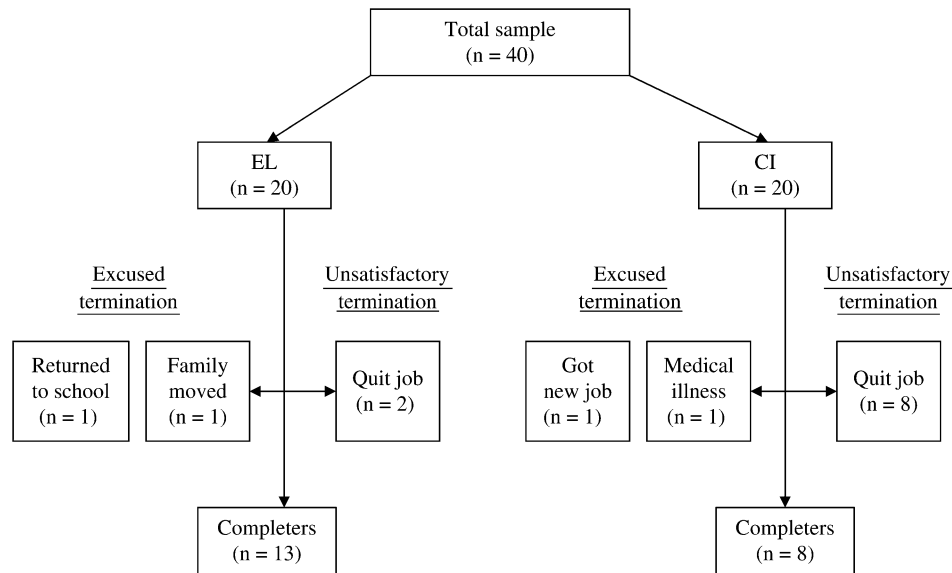 Total sample
(n = 40)
EL
(n = 20)
CI
(n = 20)
Excused
termination
Unsatisfactory
termination
Excused
termination
Unsatisfactory
termination
Returned
to school
(n = 1)
Family
moved
(n = 1)
Quit job
(n = 2)
Got
new job
(n = 1)
Medical
illness
(n = 1)
Quit job
(n = 8)
Completers
(n = 13)
Completers
(n = 8)